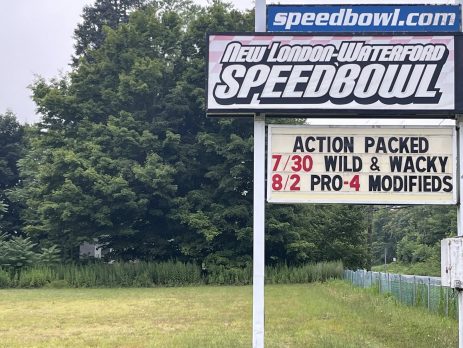 speedbowl.com
New London-Waterford
SPEEDBOWL
ACTION PACKED
7/30 WILD & WACKY
8/2 PRO-4 MODIFIEDS